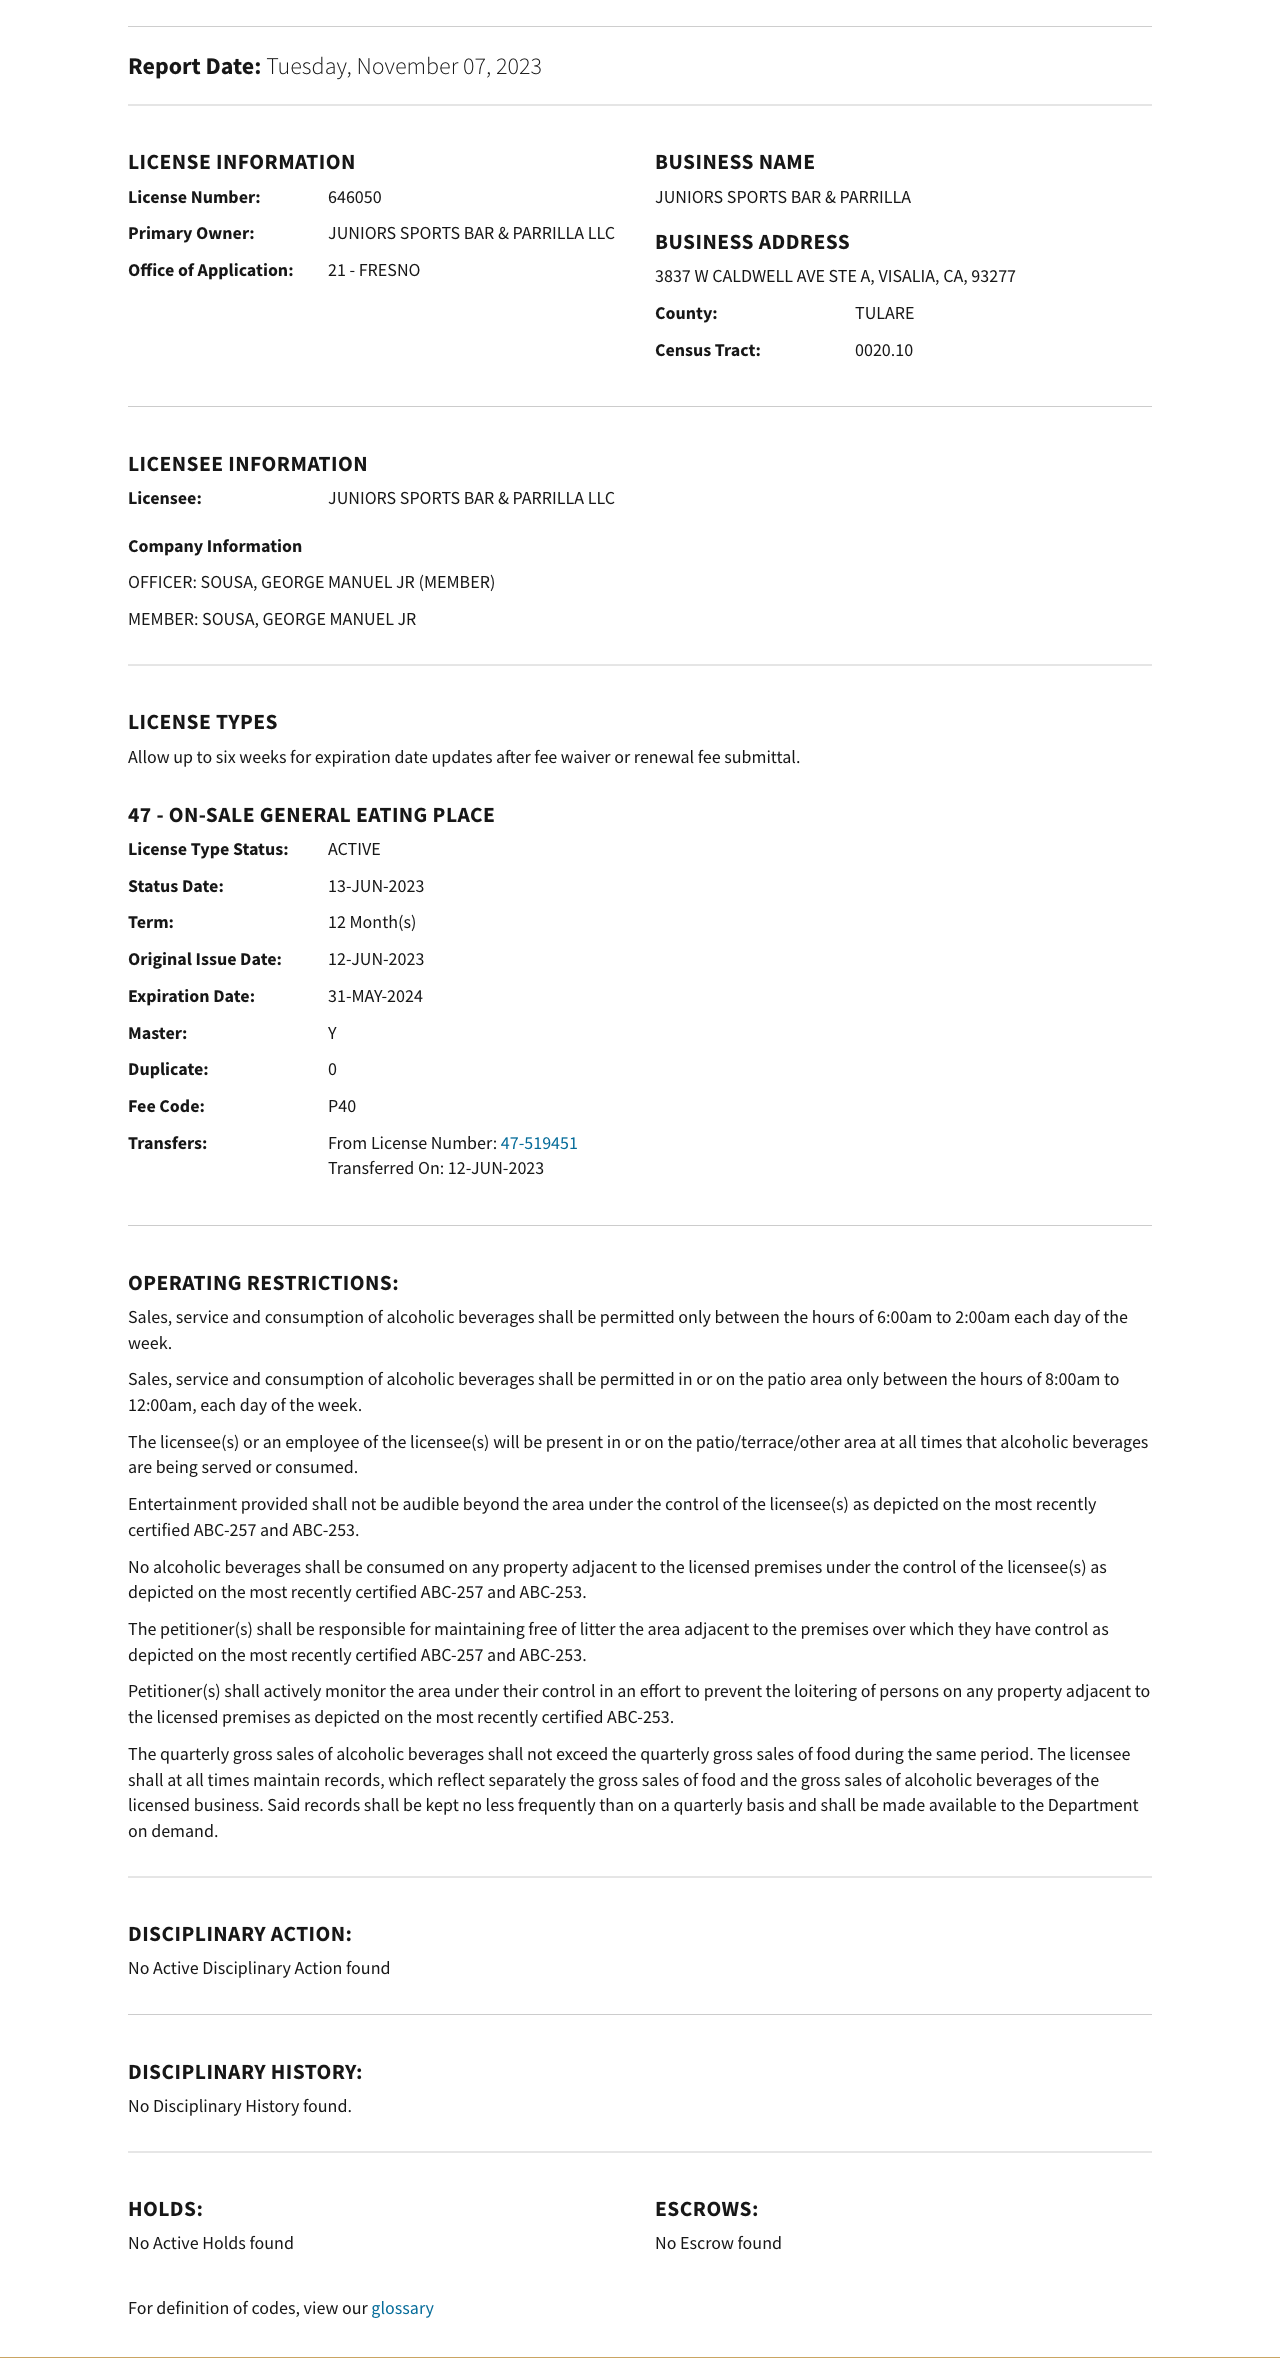 Report Date: Tuesday, November 07, 2023
LICENSE INFORMATION
License Number: 646050
Primary Owner: JUNIORS SPORTS BAR & PARRILLA LLC
Office of Application: 21 - FRESNO
BUSINESS NAME
JUNIORS SPORTS BAR & PARRILLA
BUSINESS ADDRESS
3837 W CALDWELL AVE STE A, VISALIA, CA, 93277
County: TULARE
Census Tract: 0020.10
LICENSEE INFORMATION
Licensee: JUNIORS SPORTS BAR & PARRILLA LLC
Company Information
OFFICER: SOUSA, GEORGE MANUEL JR (MEMBER)
MEMBER: SOUSA, GEORGE MANUEL JR
LICENSE TYPES
Allow up to six weeks for expiration date updates after fee waiver or renewal fee submittal.
47 - ON-SALE GENERAL EATING PLACE
License Type Status: ACTIVE
Status Date: 13-JUN-2023
Term: 12 Month(s)
Original Issue Date: 12-JUN-2023
Expiration Date: 31-MAY-2024
Master: Y
Duplicate: 0
Fee Code: P40
Transfers: From License Number: 47-519451
Transferred On: 12-JUN-2023
OPERATING RESTRICTIONS:
Sales, service and consumption of alcoholic beverages shall be permitted only between the hours of 6:00am to 2:00am each day of the
week.
Sales, service and consumption of alcoholic beverages shall be permitted in or on the patio area only between the hours of 8:00am to
12:00am, each day of the week.
The licensee(s) or an employee of the licensee(s) will be present in or on the patio/terrace/other area at all times that alcoholic beverages
are being served or consumed.
Entertainment provided shall not be audible beyond the area under the control of the licensee(s) as depicted on the most recently
certified ABC-257 and ABC-253.
No alcoholic beverages shall be consumed on any property adjacent to the licensed premises under the control of the licensee(s) as
depicted on the most recently certified ABC-257 and ABC-253.
The petitioner(s) shall be responsible for maintaining free of litter the area adjacent to the premises over which they have control as
depicted on the most recently certified ABC-257 and ABC-253.
Petitioner(s) shall actively monitor the area under their control in an effort to prevent the loitering of persons on any property adjacent to
the licensed premises as depicted on the most recently certified ABC-253.
The quarterly gross sales of alcoholic beverages shall not exceed the quarterly gross sales of food during the same period. The licensee
shall at all times maintain records, which reflect separately the gross sales of food and the gross sales of alcoholic beverages of the
licensed business. Said records shall be kept no less frequently than on a quarterly basis and shall be made available to the Department
on demand.
DISCIPLINARY ACTION:
No Active Disciplinary Action found
DISCIPLINARY HISTORY:
No Disciplinary History found.
HOLDS:
No Active Holds found
ESCROWS:
No Escrow found
For definition of codes, view our glossary